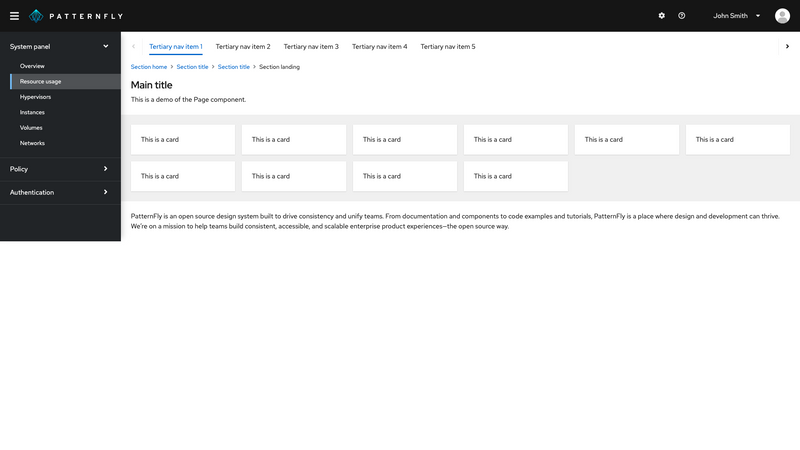 PATTERNFLY
John Smith
System panel
Overview
Resource usage
Hypervisors
Instances
Volumes
Networks
Policy
Authentication
Tertiary nav item 1 Tertiary nav item 2 Tertiary nav item 3 Tertiary nav item 4 Tertiary nav item 5
Section home > Section title > Section title > Section landing
Main title
This is a demo of the Page component.
This is a card This is a card This is a card This is a card This is a card This is a card
This is a card This is a card This is a card This is a card
PatternFly is an open source design system built to drive consistency and unify teams. From documentation and components to code examples and tutorials, PatternFly is a place where design and development can thrive.
We're on a mission to help teams build consistent, accessible, and scalable enterprise product experiences—the open source way.